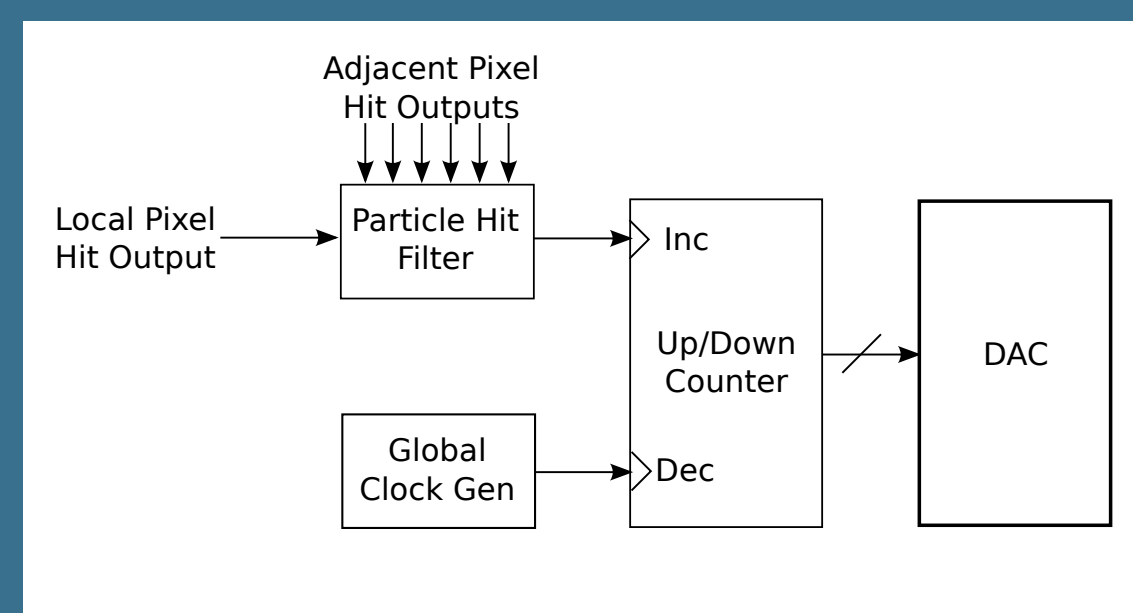 Adjacent Pixel
Hit Outputs
Local Pixel
Hit Output
Particle Hit
Filter
Inc
Up/Down
Counter
DAC
Global
Clock Gen
Dec